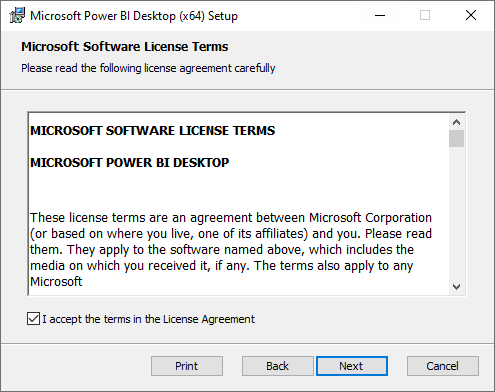 Microsoft Power BI Desktop (x64) Setup
Microsoft Software License Terms
Please read the following license agreement carefully
MICROSOFT SOFTWARE LICENSE TERMS
MICROSOFT POWER BI DESKTOP
These license terms are an agreement between Microsoft Corporation
(or based on where you live, one of its affiliates) and you. Please read
them. They apply to the software named above, which includes the
media on which you received it, if any. The terms also apply to any
Microsoft
I accept the terms in the License Agreement
Print Back Next Cancel